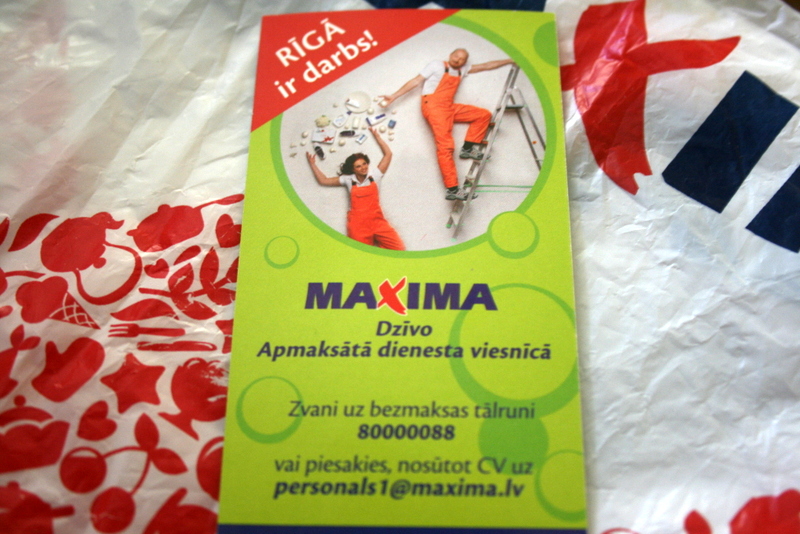 RĪGĀ
ir darbs!
MAXIMA
Dzīvo
Apmaksātā dienesta viesnīcā
Zvani uz bezmaksas tālruni
80000088
vai piesakies, nosūtot CV uz
personals1@maxima.lv